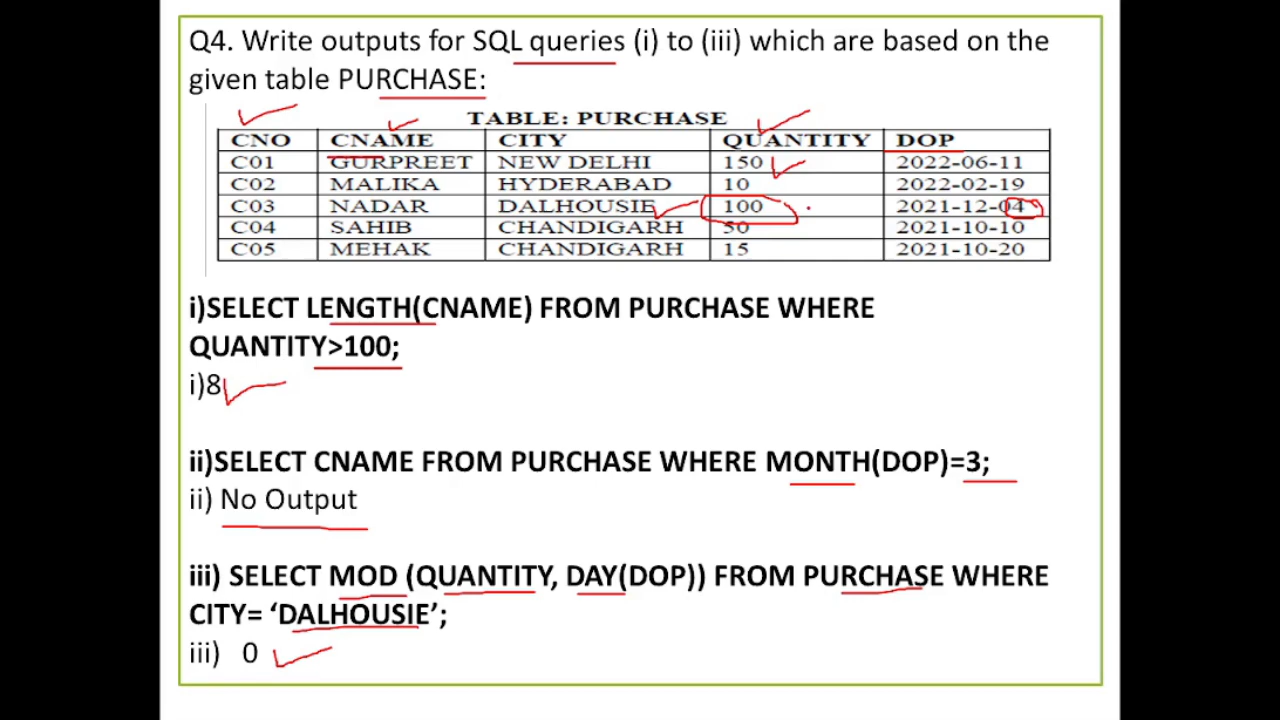 Q4. Write outputs for SQL queries (i) to (iii) which are based on the
given table PURCHASE:
TABLE: PURCHASE
CNO CNAME CITY QUANTITY DOP
C01 GURPREET NEW DELHI 150 2022-06-11
C02 MALIKA HYDERABAD 10 2022-02-19
C03 NADAR DALHOUSIE 100 2021-12-04
C04 SAHIB CHANDIGARH 50 2021-10-10
C05 MEHAK CHANDIGARH 15 2021-10-20
i)SELECT LENGTH(CNAME) FROM PURCHASE WHERE
QUANTITY>100;
i)8
ii)SELECT CNAME FROM PURCHASE WHERE MONTH(DOP)=3;
ii) No Output
iii) SELECT MOD (QUANTITY, DAY(DOP)) FROM PURCHASE WHERE
CITY= ‘DALHOUSIE’;
iii) 0